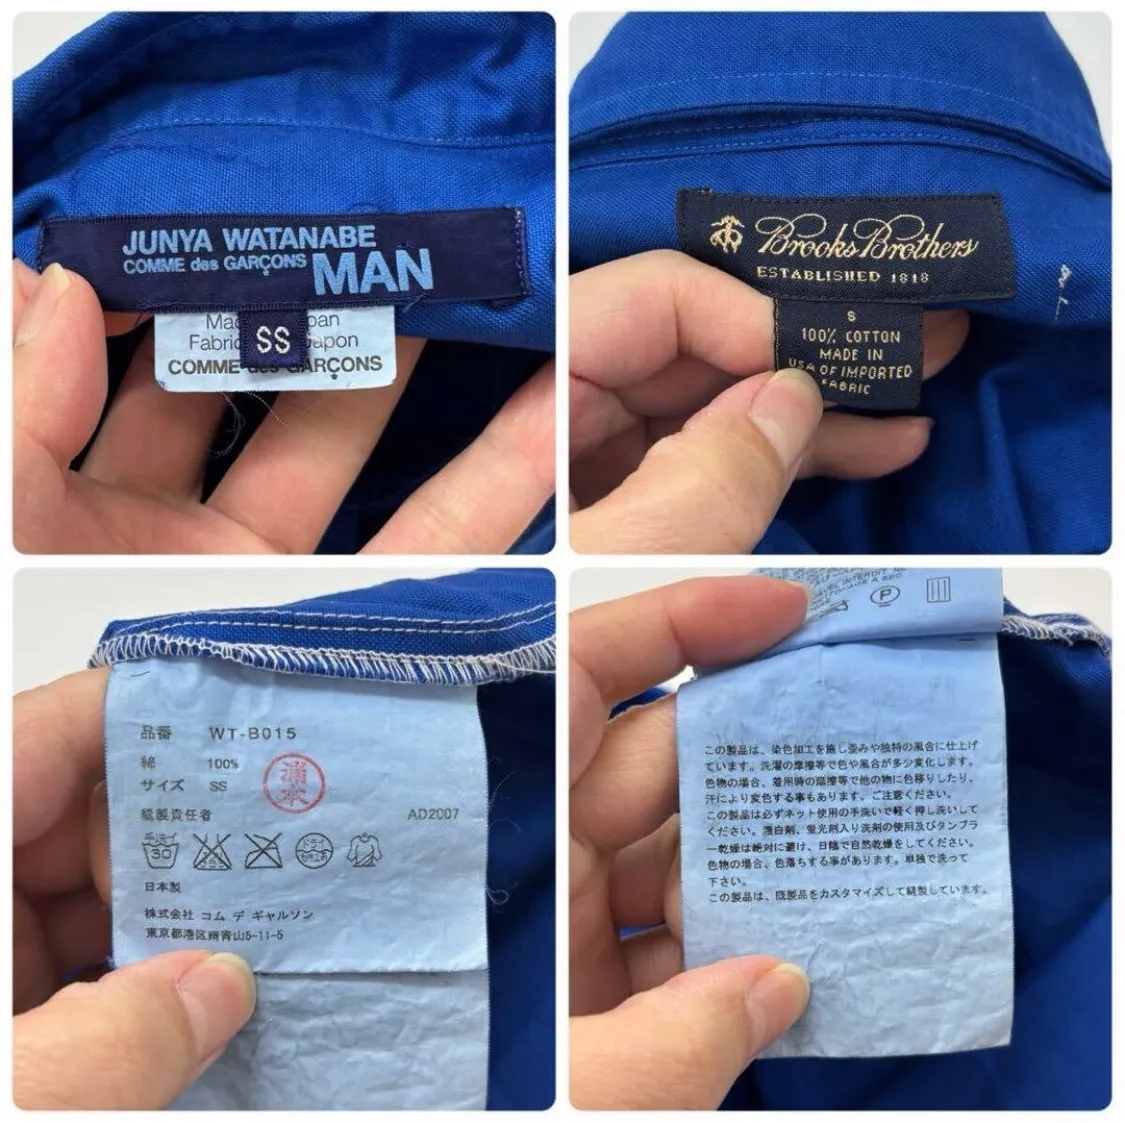 JUNYA WATANABE
COMME des GARÇONS MAN
SS
COMME des GARÇONS
Brooks Brothers
ESTABLISHED 1818
S
100% COTTON
MADE IN
USA OF IMPORTED
FABRIC
品番 WT-B015
綿 100%
サイズ SS
縫製責任者 AD2007
手洗イ
30
ドライ
日本製
株式会社 コム デ ギャルソン
東京都港区南青山5-11-5
P
この製品は、染色加工を施し歪みや独特の風合に仕上げ
ています。洗濯の摩擦等で色や風合が多少変化します。
色物の場合、着用時の摩擦等で他の物に色移りしたり、
汗により変色する事もあります。ご注意ください。
この製品は必ずネット使用の手洗いで軽く押し洗いして
ください。漂白剤、蛍光剤入り洗剤の使用及びタンブラ
ー乾燥は絶対に避け、日陰で自然乾燥をしてください。
色物の場合、色落ちする事があります。単独で洗って
下さい。
この製品は、既製品をカスタマイズして縫製しています。